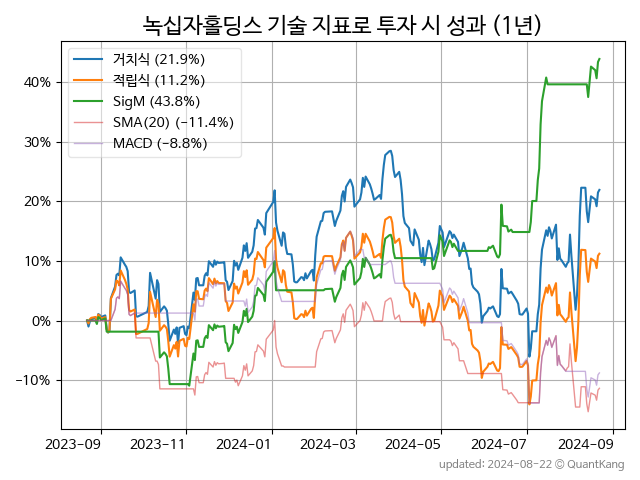 녹십자홀딩스 기술 지표로 투자 시 성과 (1년)
거치식 (21.9%)
적립식 (11.2%)
SigM (43.8%)
SMA(20) (−11.4%)
MACD (−8.8%)
40%
30%
20%
10%
0%
−10%
2023-09
2023-11
2024-01
2024-03
2024-05
2024-07
2024-09
updated: 2024-08-22 © QuantKang